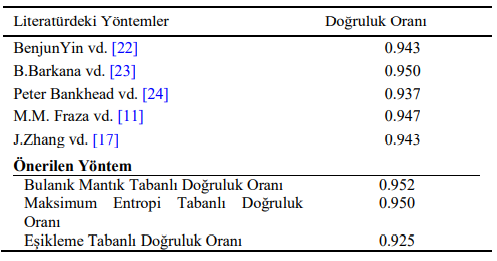 Literatürdeki Yöntemler Doğruluk Oranı
BenjunYin vd. [22] 0.943
B.Barkana vd. [23] 0.950
Peter Bankhead vd. [24] 0.937
M.M. Fraza vd. [11] 0.947
J.Zhang vd. [17] 0.943
Önerilen Yöntem
Bulanık Mantık Tabanlı Doğruluk Oranı 0.952
Maksimum Entropi Tabanlı Doğruluk 0.950
Oranı
Eşikleme Tabanlı Doğruluk Oranı 0.925